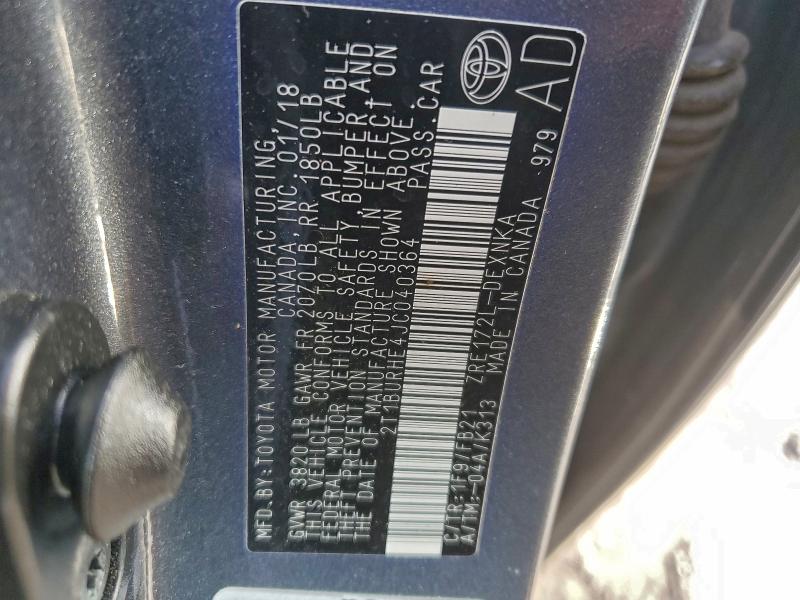 MFD.BY:TOYOTA MOTOR MANUFACTURING,
CANADA,INC. 01/18
GVWR 3820LB GAWR FR 2070LB,RR 1850LB
THIS VEHICLE CONFORMS TO ALL APPLICABLE
FEDERAL MOTOR VEHICLE SAFETY, BUMPER, AND
THEFT PREVENTION STANDARDS IN EFFECT ON
THE DATE OF MANUFACTURE SHOWN ABOVE.
2T1BURHE4JC040364 PASS.CAR
C/TR:1F9/FB21 ZRE172L-DEXNKA
A/TM:-04A/K313 MADE IN CANADA 979
AD